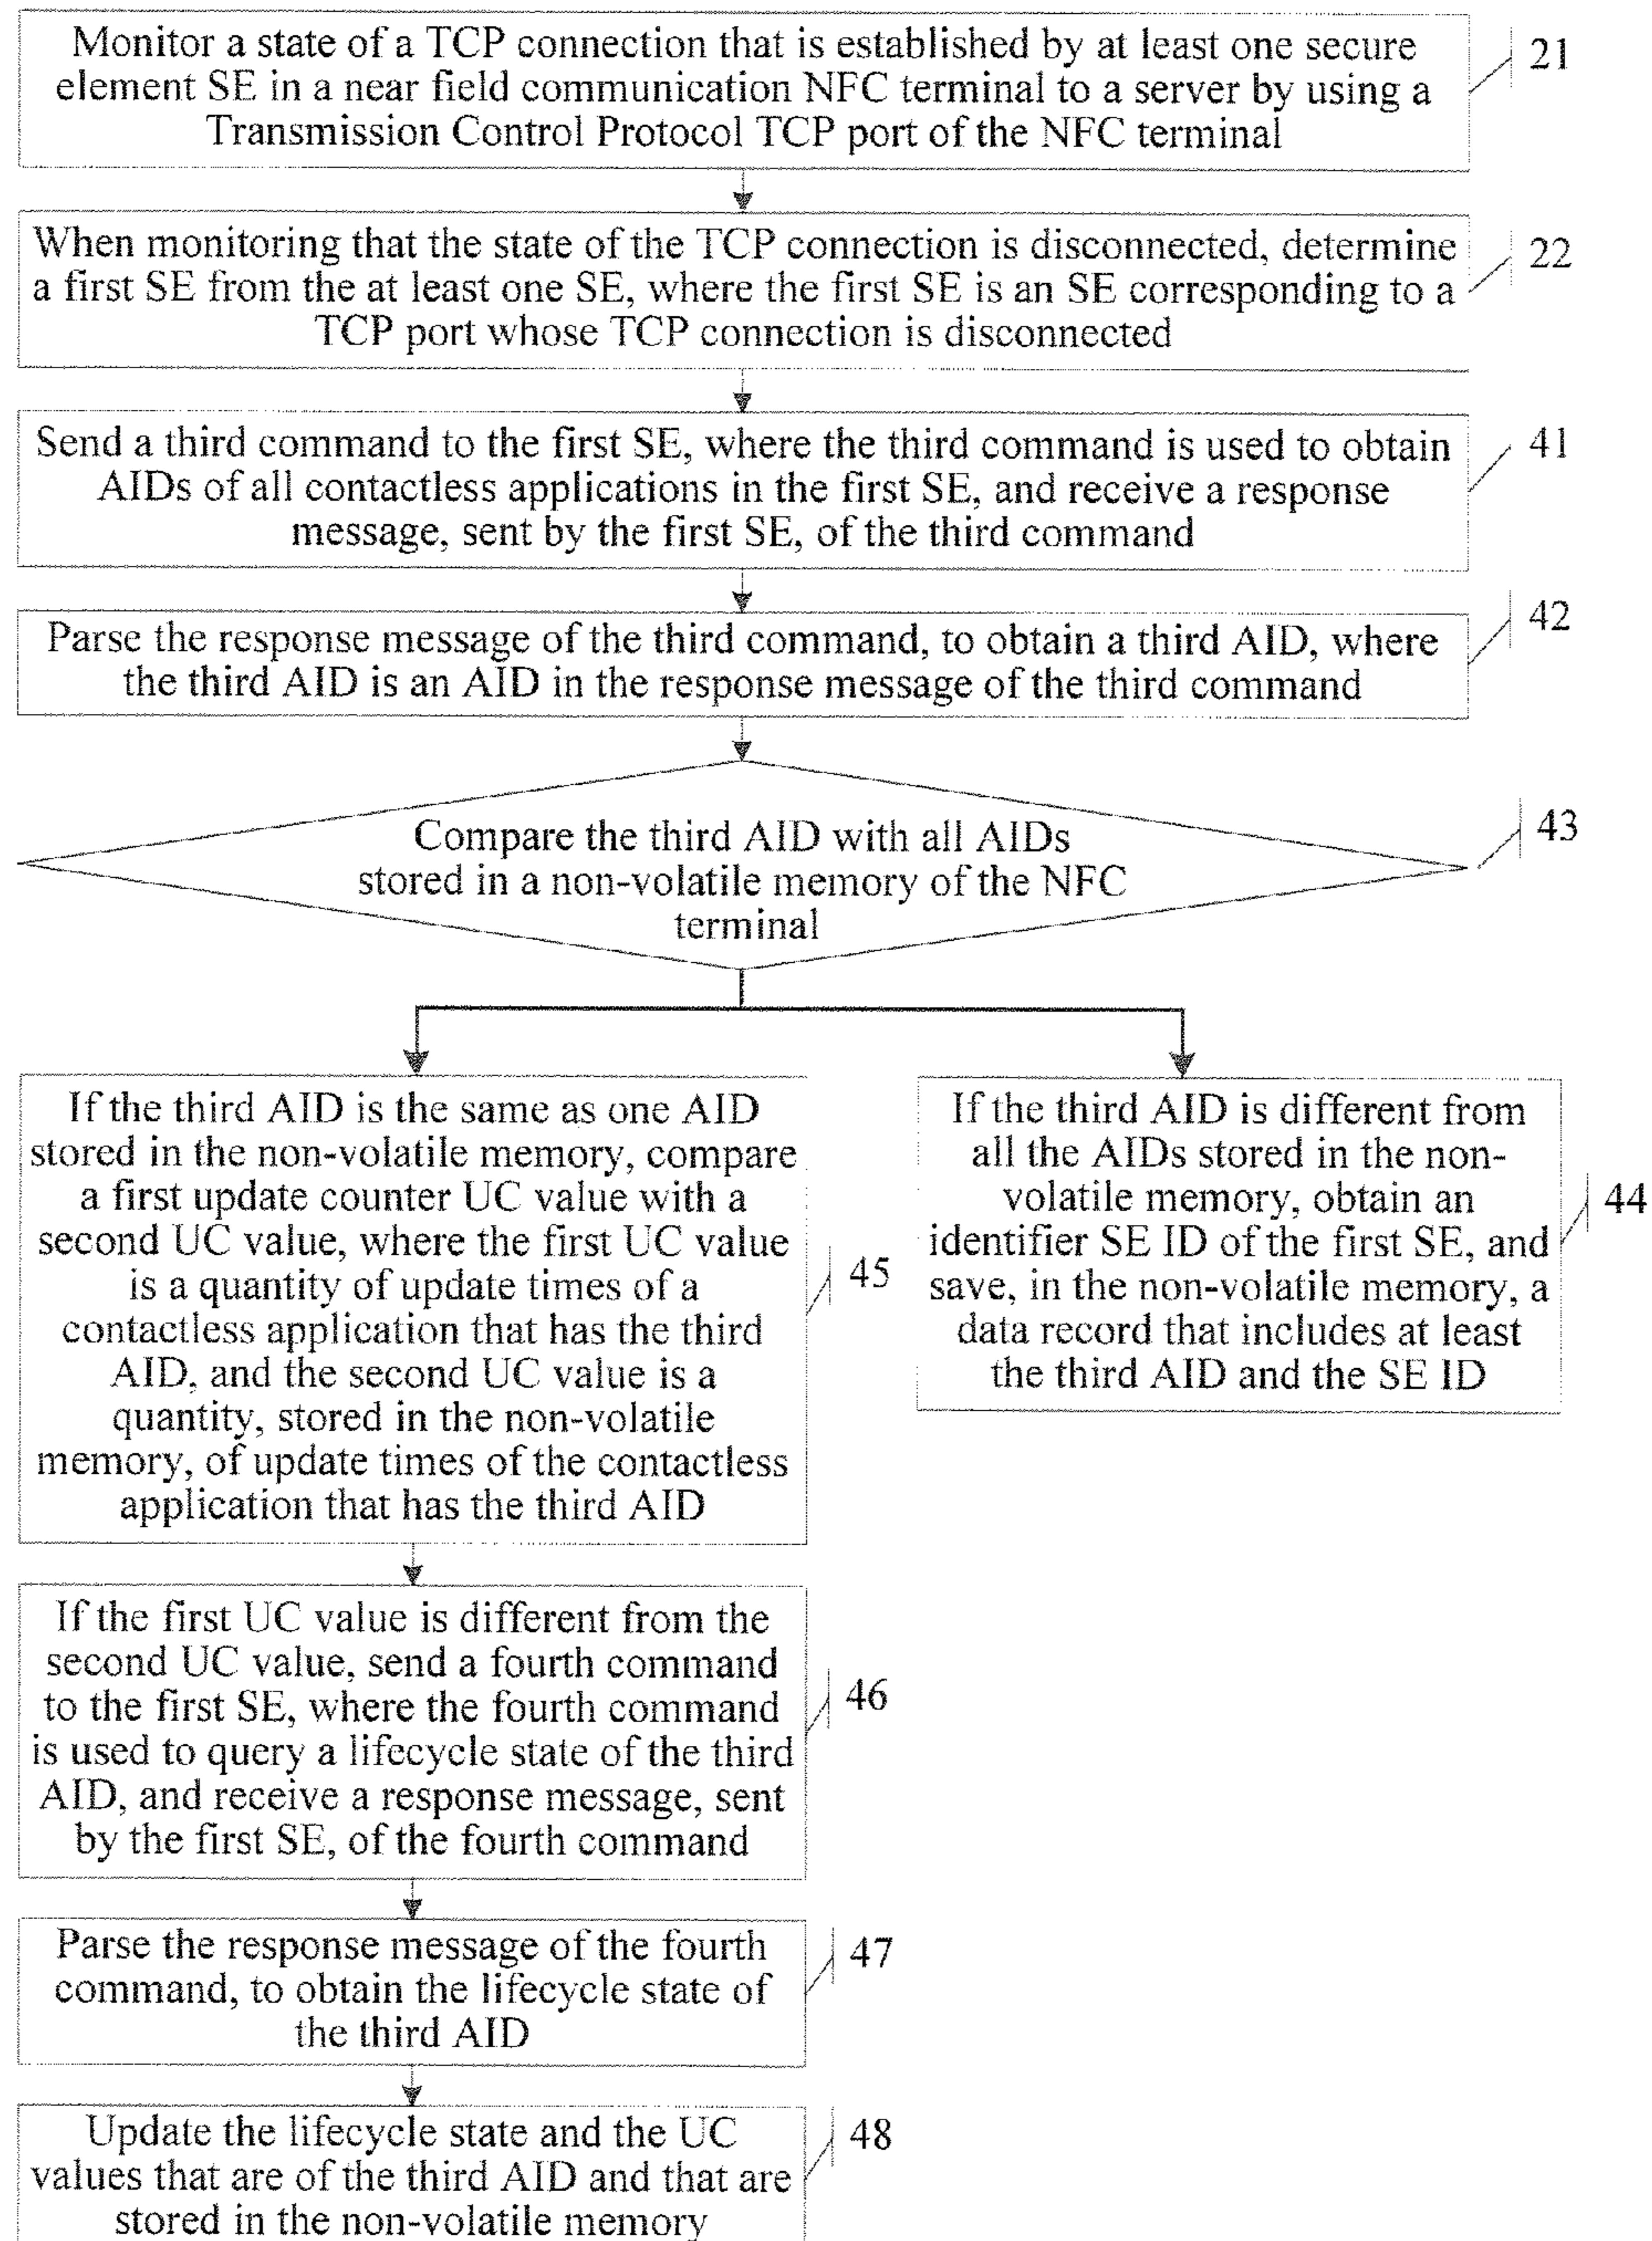 Monitor a state of a TCP connection that is established by at least one secure
element SE in a near field communication NFC terminal to a server by using a
Transmission Control Protocol TCP port of the NFC terminal
21
When monitoring that the state of the TCP connection is disconnected, determine
a first SE from the at least one SE, where the first SE is an SE corresponding to a
TCP port whose TCP connection is disconnected
22
Send a third command to the first SE, where the third command is used to obtain
AIDs of all contactless applications in the first SE, and receive a response
message, sent by the first SE, of the third command
41
Parse the response message of the third command, to obtain a third AID, where
the third AID is an AID in the response message of the third command
42
Compare the third AID with all AIDs
stored in a non-volatile memory of the NFC
terminal
43
If the third AID is the same as one AID
stored in the non-volatile memory, compare
a first update counter UC value with a
second UC value, where the first UC value
is a quantity of update times of a
contactless application that has the third
AID, and the second UC value is a
quantity, stored in the non-volatile
memory, of update times of the contactless
application that has the third AID
45
If the third AID is different from
all the AIDs stored in the non-
volatile memory, obtain an
identifier SE ID of the first SE, and
save, in the non-volatile memory, a
data record that includes at least
the third AID and the SE ID
44
If the first UC value is different from the
second UC value, send a fourth command
to the first SE, where the fourth command
is used to query a lifecycle state of the third
AID, and receive a response message, sent
by the first SE, of the fourth command
46
Parse the response message of the fourth
command, to obtain the lifecycle state of
the third AID
47
Update the lifecycle state and the UC
values that are of the third AID and that are
stored in the non-volatile memory
48